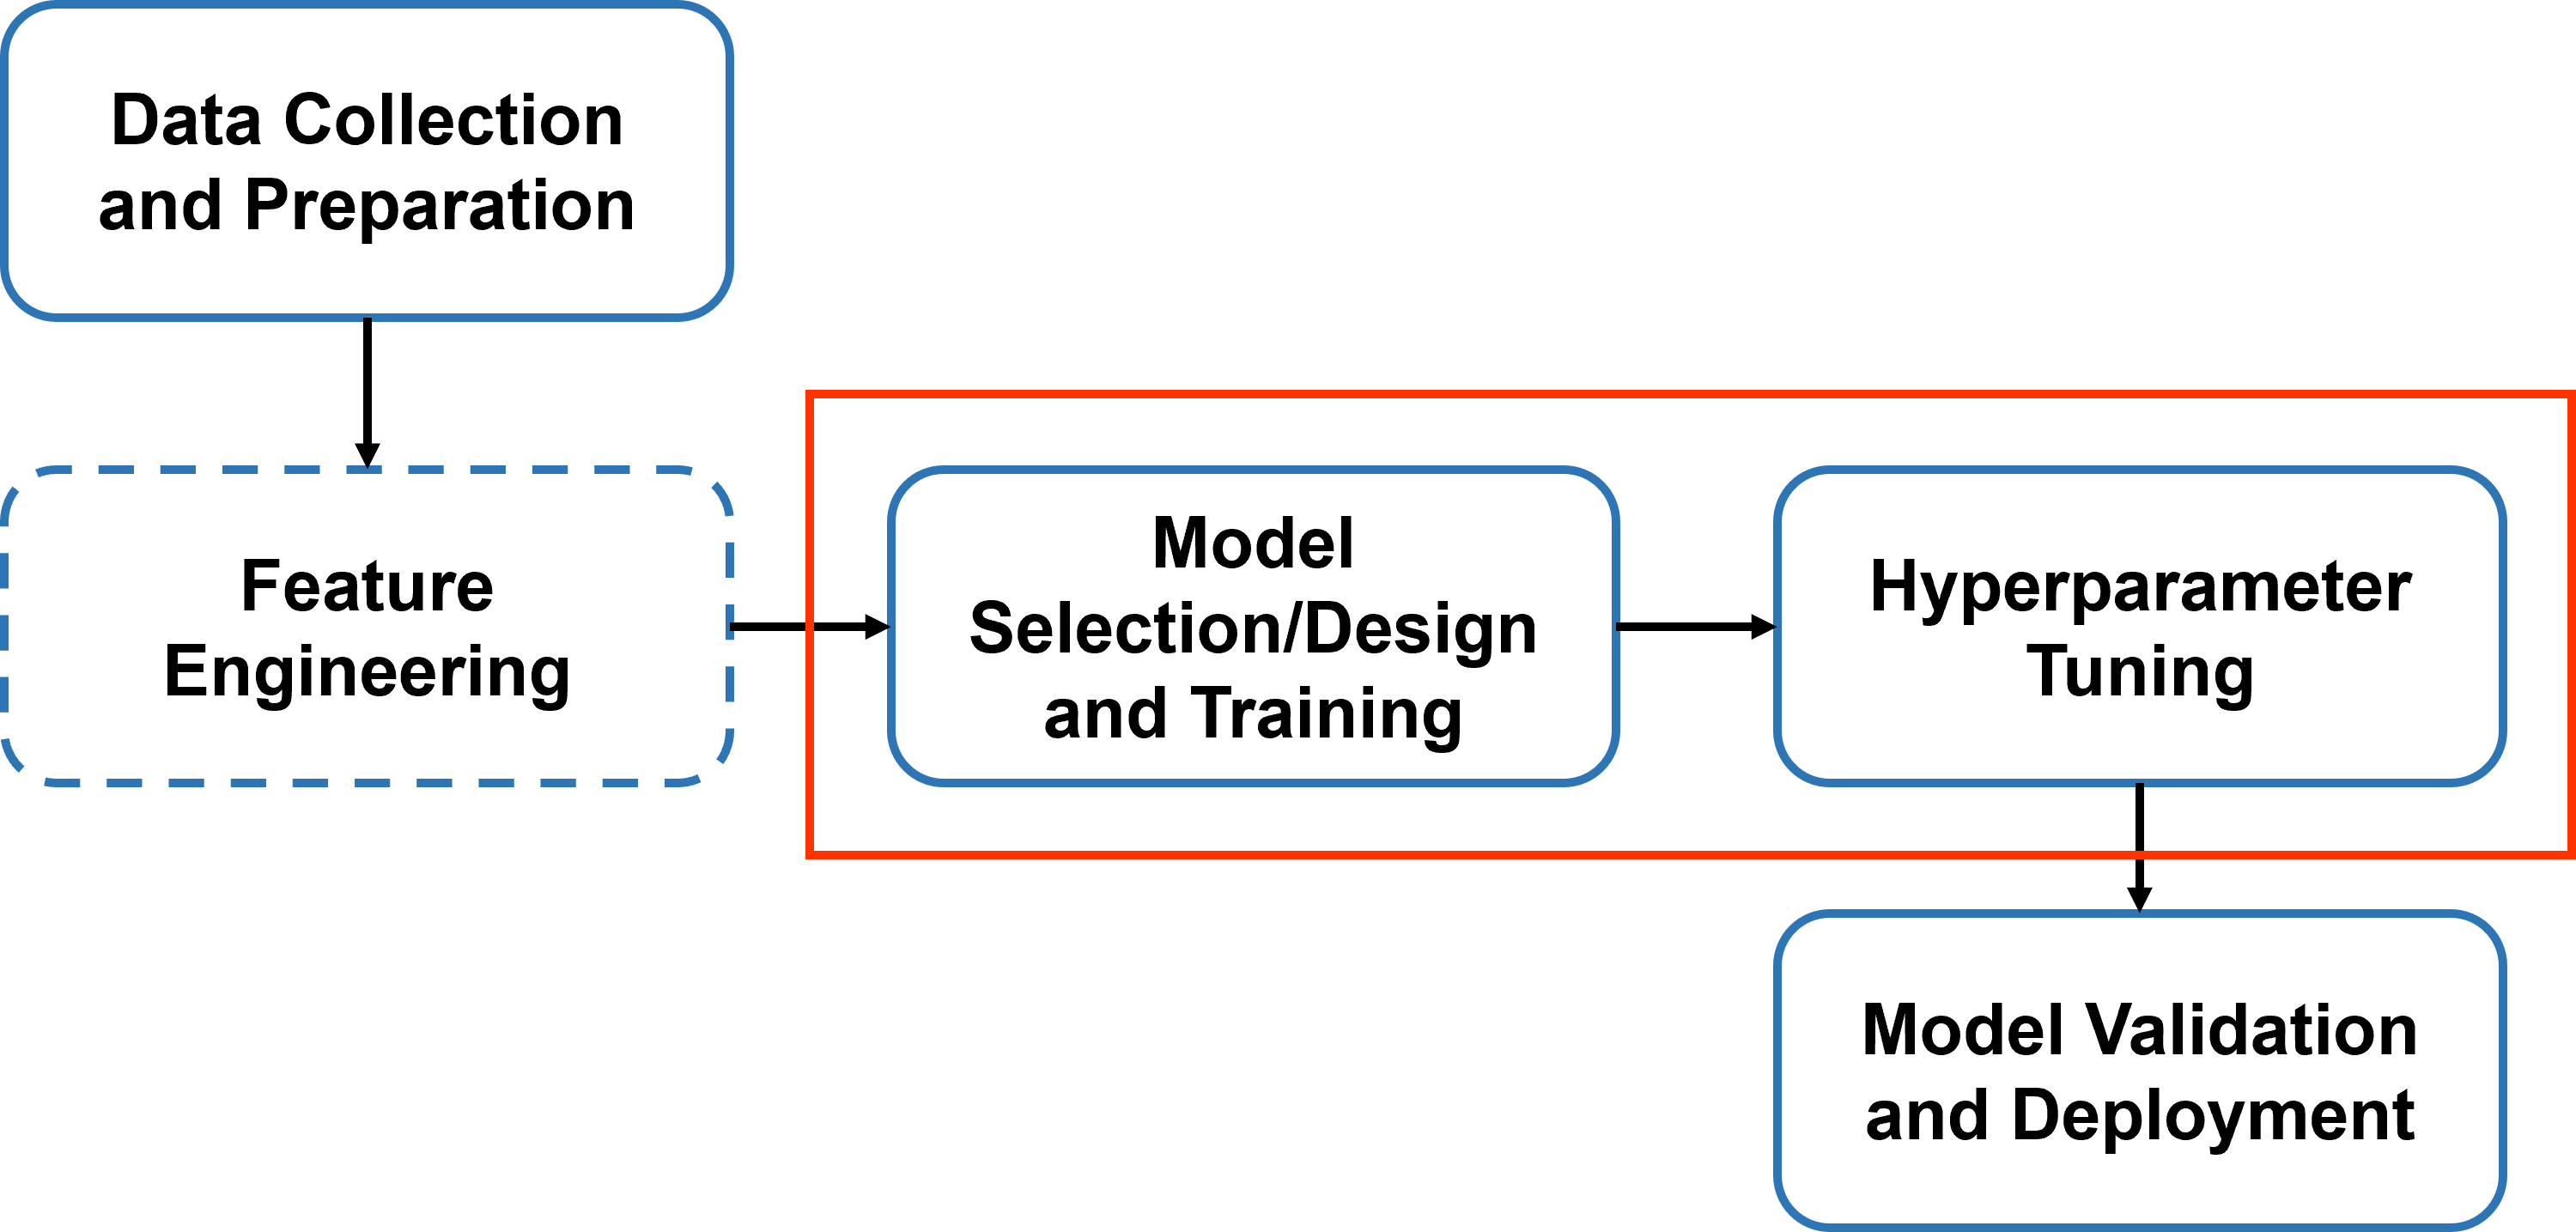 Data Collection
and Preparation
Feature
Engineering
Model
Selection/Design
and Training
Hyperparameter
Tuning
Model Validation
and Deployment